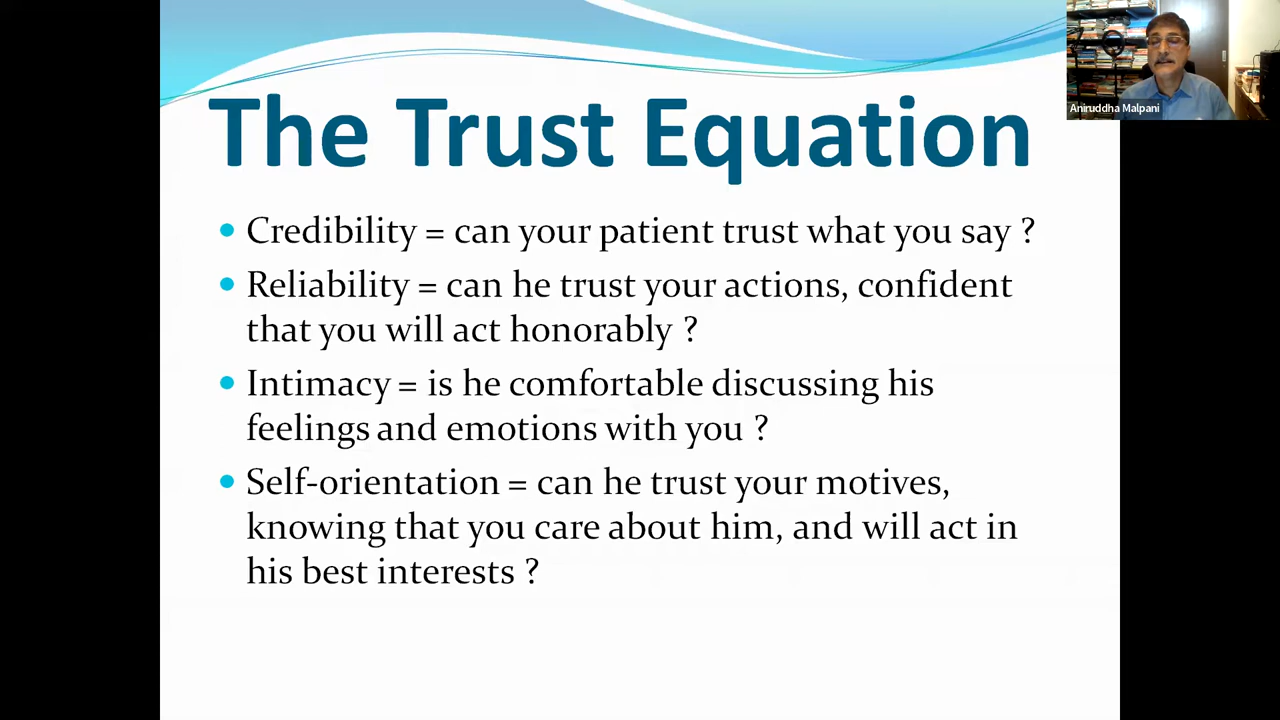 Aniruddha Malpani
The Trust Equation
• Credibility = can your patient trust what you say ?
• Reliability = can he trust your actions, confident
that you will act honorably ?
• Intimacy = is he comfortable discussing his
feelings and emotions with you ?
• Self-orientation = can he trust your motives,
knowing that you care about him, and will act in
his best interests ?